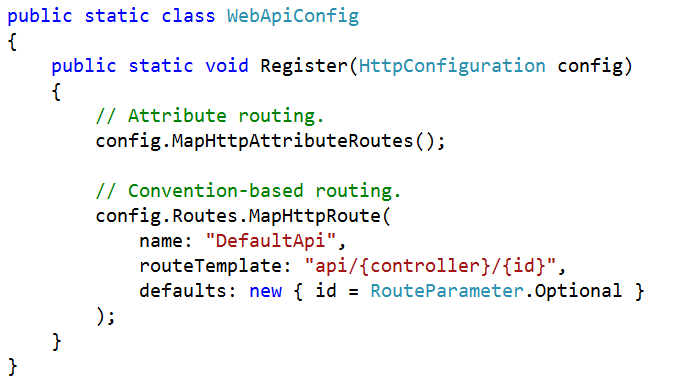 public static class WebApiConfig
{
    public static void Register(HttpConfiguration config)
    {
        // Attribute routing.
        config.MapHttpAttributeRoutes();

        // Convention-based routing.
        config.Routes.MapHttpRoute(
            name: "DefaultApi",
            routeTemplate: "api/{controller}/{id}",
            defaults: new { id = RouteParameter.Optional }
        );
    }
}